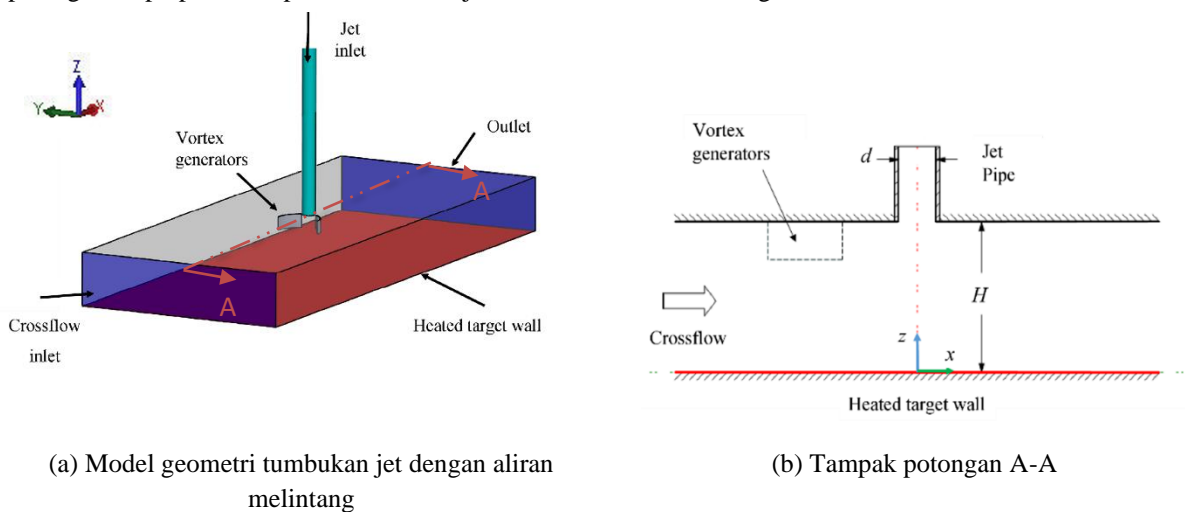 Jet
inlet
Z
Y
X
Vortex
generators
Outlet
A
A
Crossflow
inlet
Heated target wall
Vortex
generators
d
Jet
Pipe
H
Crossflow
z
x
Heated target wall
(a) Model geometri tumbukan jet dengan aliran
melintang
(b) Tampak potongan A-A